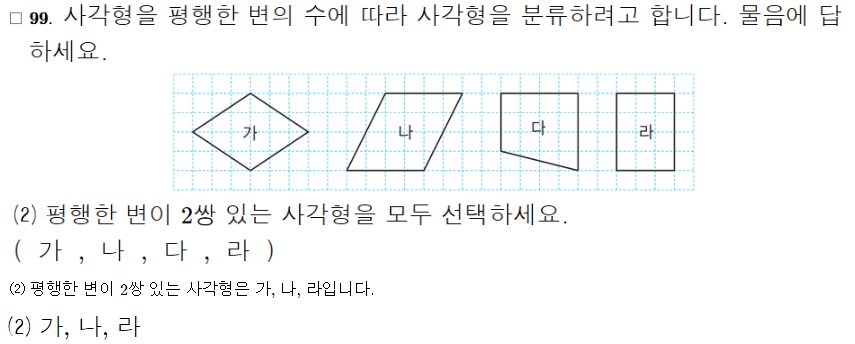 □ 99. 사각형을 평행한 변의 수에 따라 사각형을 분류하려고 합니다. 물음에 답
하세요.
가 나 다 라
(2) 평행한 변이 2쌍 있는 사각형을 모두 선택하세요.
( 가 , 나 , 다 , 라 )
(2) 평행한 변이 2쌍 있는 사각형은 가, 나, 라입니다.
(2) 가, 나, 라